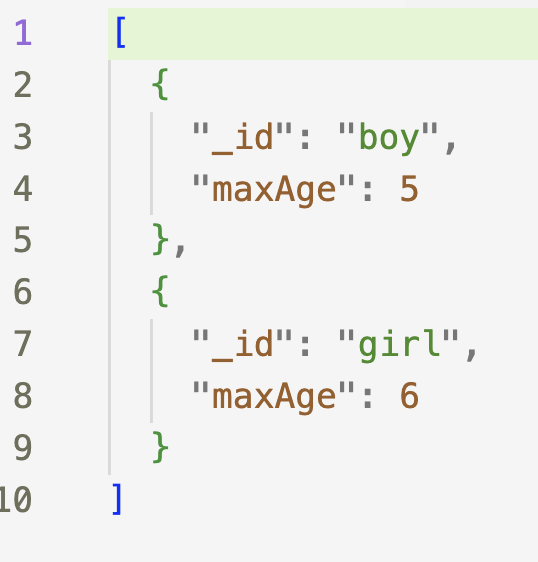 1 [
2 {
3 "_id": "boy",
4 "maxAge": 5
5 },
6 {
7 "_id": "girl",
8 "maxAge": 6
9 }
10 ]